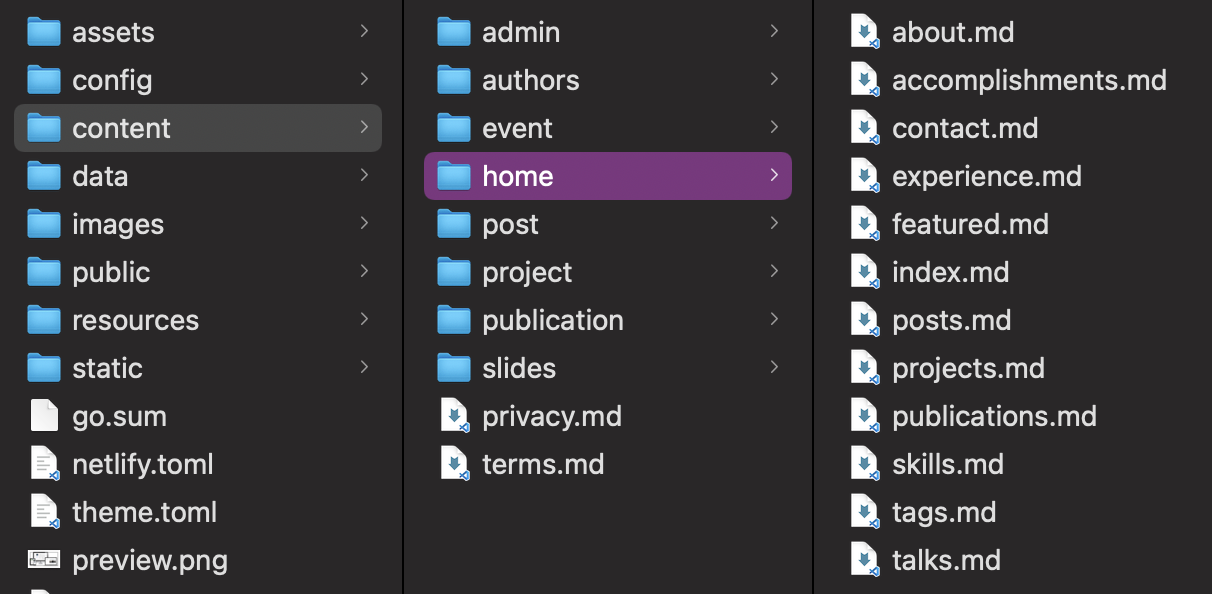 assets
config
content
data
images
public
resources
static
go.sum
netlify.toml
theme.toml
preview.png
admin
authors
event
home
post
project
publication
slides
privacy.md
terms.md
about.md
accomplishments.md
contact.md
experience.md
featured.md
index.md
posts.md
projects.md
publications.md
skills.md
tags.md
talks.md